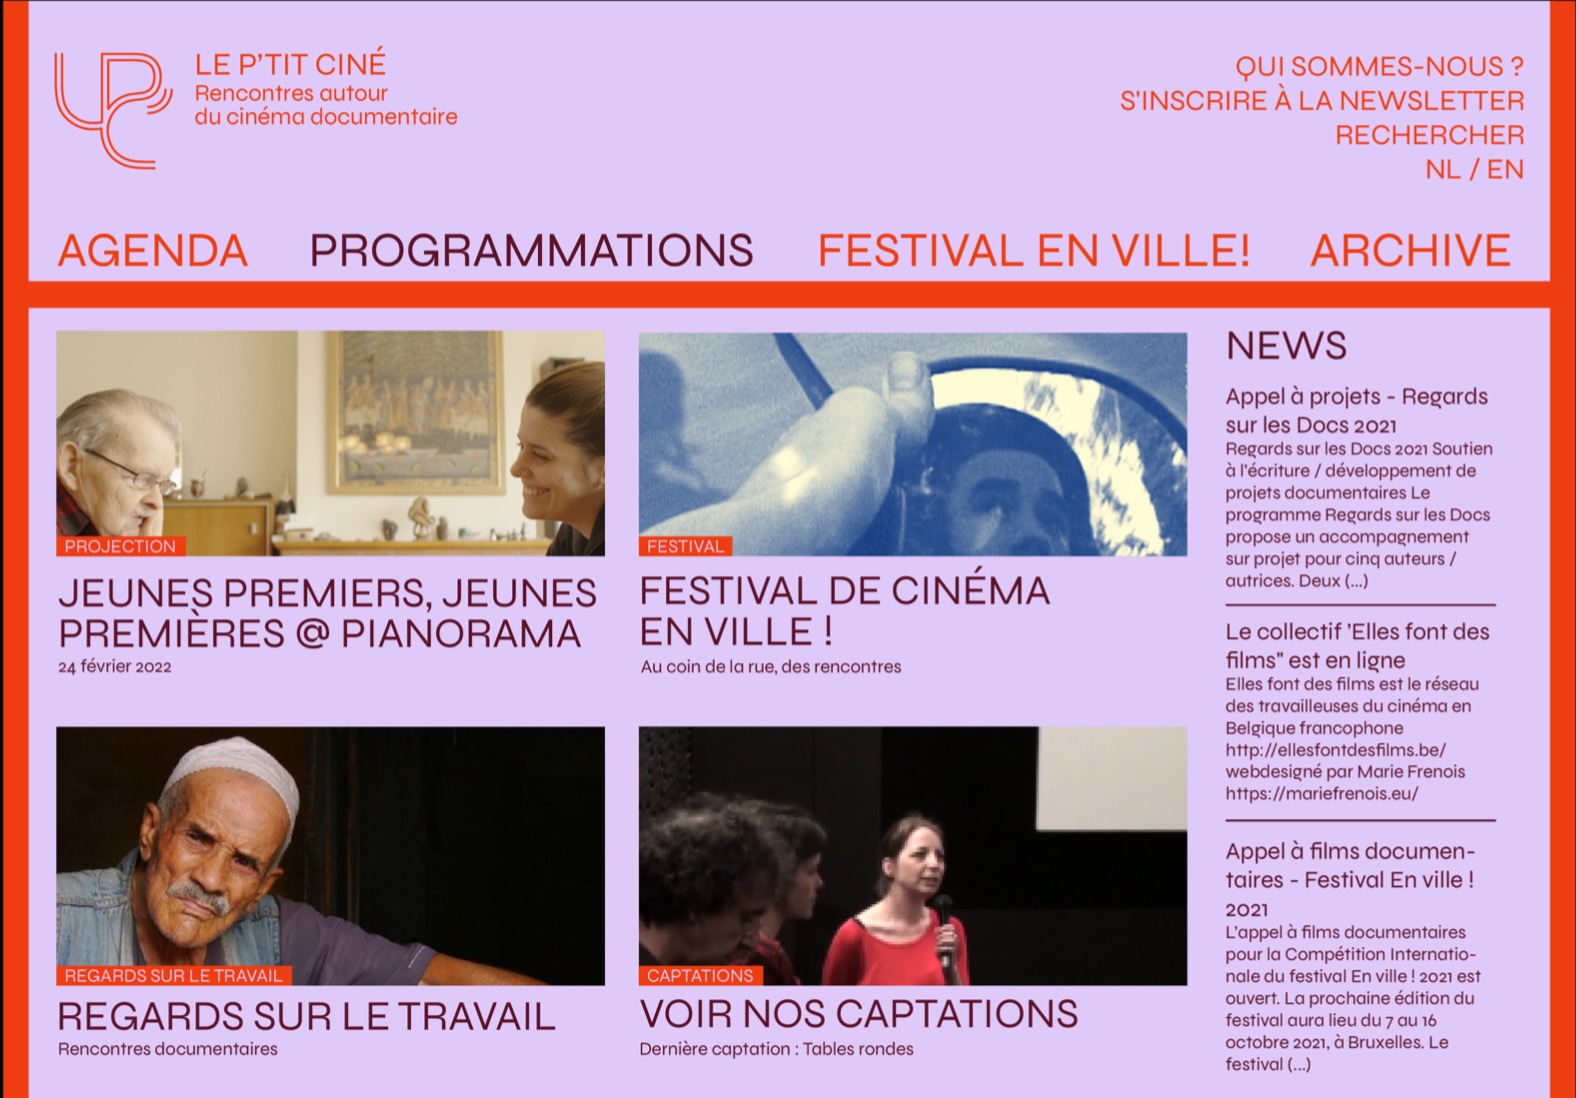 LE P'TIT CINÉ
Rencontres autour
du cinéma documentaire
QUI SOMMES-NOUS ?
S'INSCRIRE À LA NEWSLETTER
RECHERCHER
NL / EN
AGENDA
PROGRAMMATIONS
FESTIVAL EN VILLE!
ARCHIVE
PROJECTION
JEUNES PREMIERS, JEUNES
PREMIÈRES @ PIANORAMA
24 février 2022
FESTIVAL
FESTIVAL DE CINÉMA
EN VILLE !
Au coin de la rue, des rencontres
REGARDS SUR LE TRAVAIL
REGARDS SUR LE TRAVAIL
Rencontres documentaires
CAPTATIONS
VOIR NOS CAPTATIONS
Dernière captation : Tables rondes
NEWS
Appel à projets - Regards
sur les Docs 2021
Regards sur les Docs 2021 Soutien
à l'écriture / développement de
projets documentaires Le
programme Regards sur les Docs
propose un accompagnement
sur projet pour cinq auteurs /
autrices. Deux (...)
Le collectif 'Elles font des
films" est en ligne
Elles font des films est le réseau
des travailleuses du cinéma en
Belgique francophone
http://ellesfontdesfilms.be/
webdesigné par Marie Frenois
https://mariefrenois.eu/
Appel à films documen-
taires - Festival En ville !
2021
L'appel à films documentaires
pour la Compétition Internatio-
nale du festival En ville ! 2021 est
ouvert. La prochaine édition du
festival aura lieu du 7 au 16
octobre 2021, à Bruxelles. Le
festival (...)